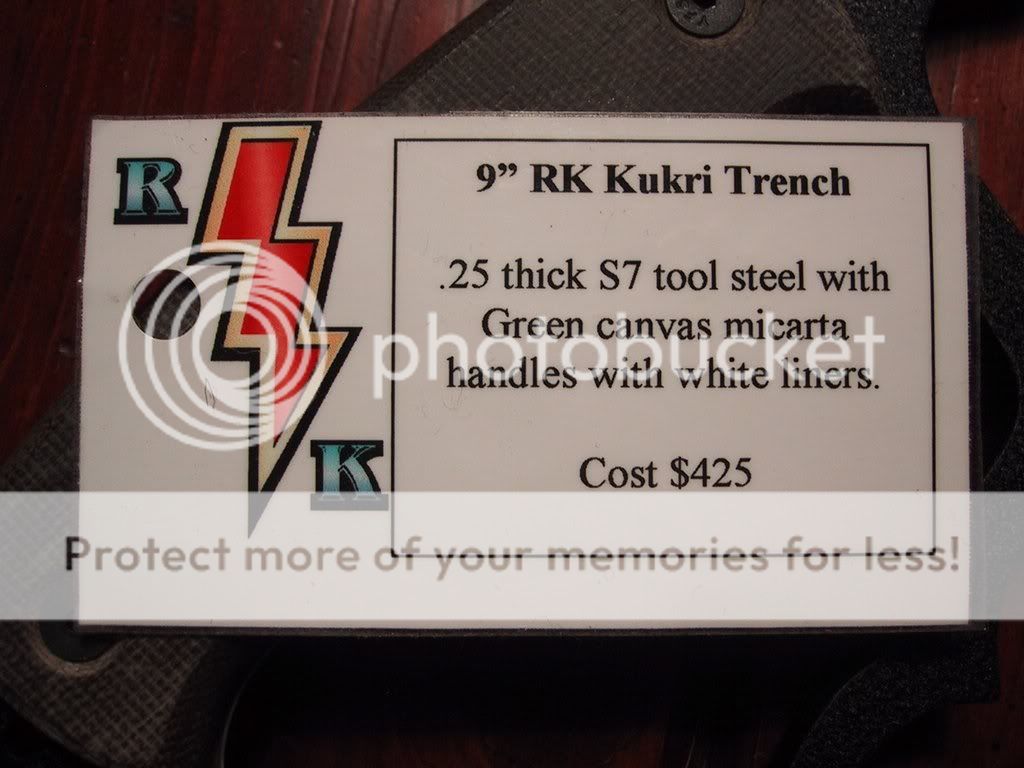 R
9” RK Kukri Trench
.25 thick S7 tool steel with
Green canvas micarta
handles with white liners.
K
Cost $425
photobucket
Protect more of your memories for less!